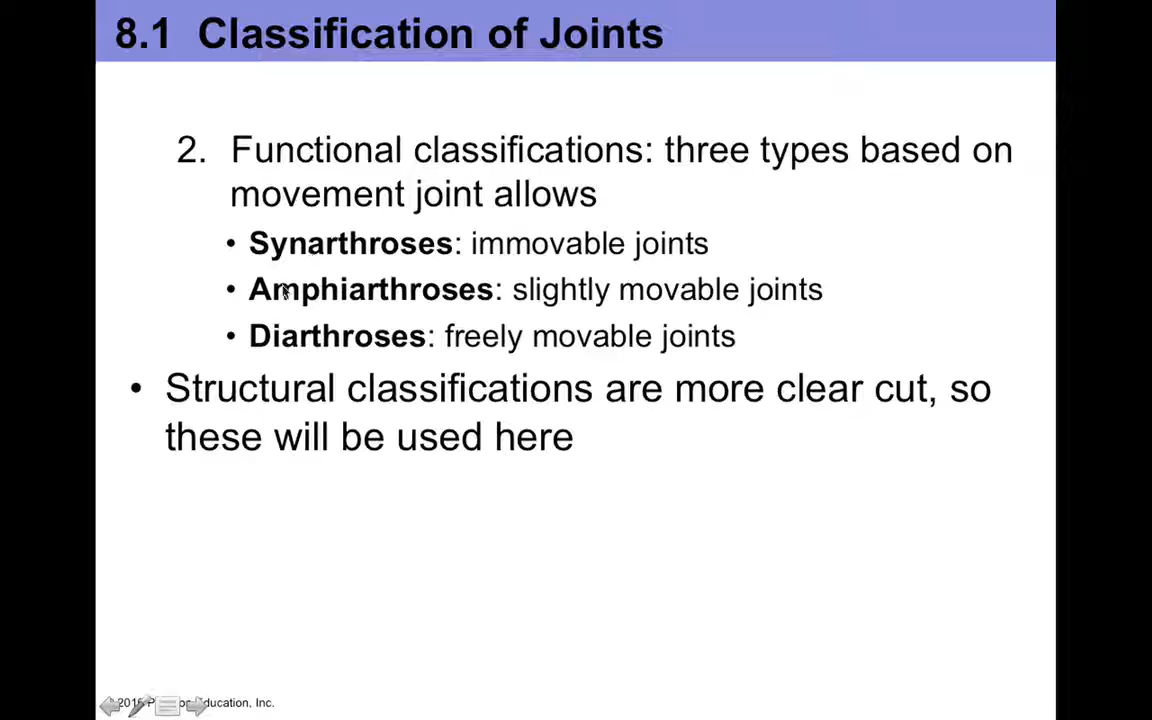 8.1 Classification of Joints
2. Functional classifications: three types based on
movement joint allows
• Synarthroses: immovable joints
• Amphiarthroses: slightly movable joints
• Diarthroses: freely movable joints
• Structural classifications are more clear cut, so
these will be used here
Education, Inc.